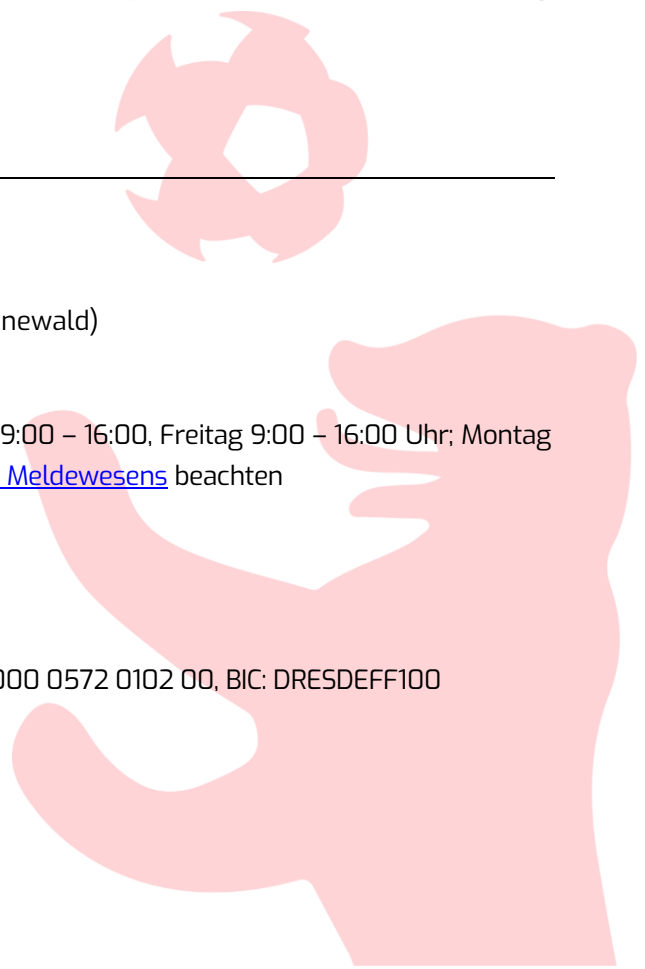 newald)
9:00 – 16:00, Freitag 9:00 – 16:00 Uhr; Montag
Meldewesens beachten
000 0572 0102 00, BIC: DRESDEFF100